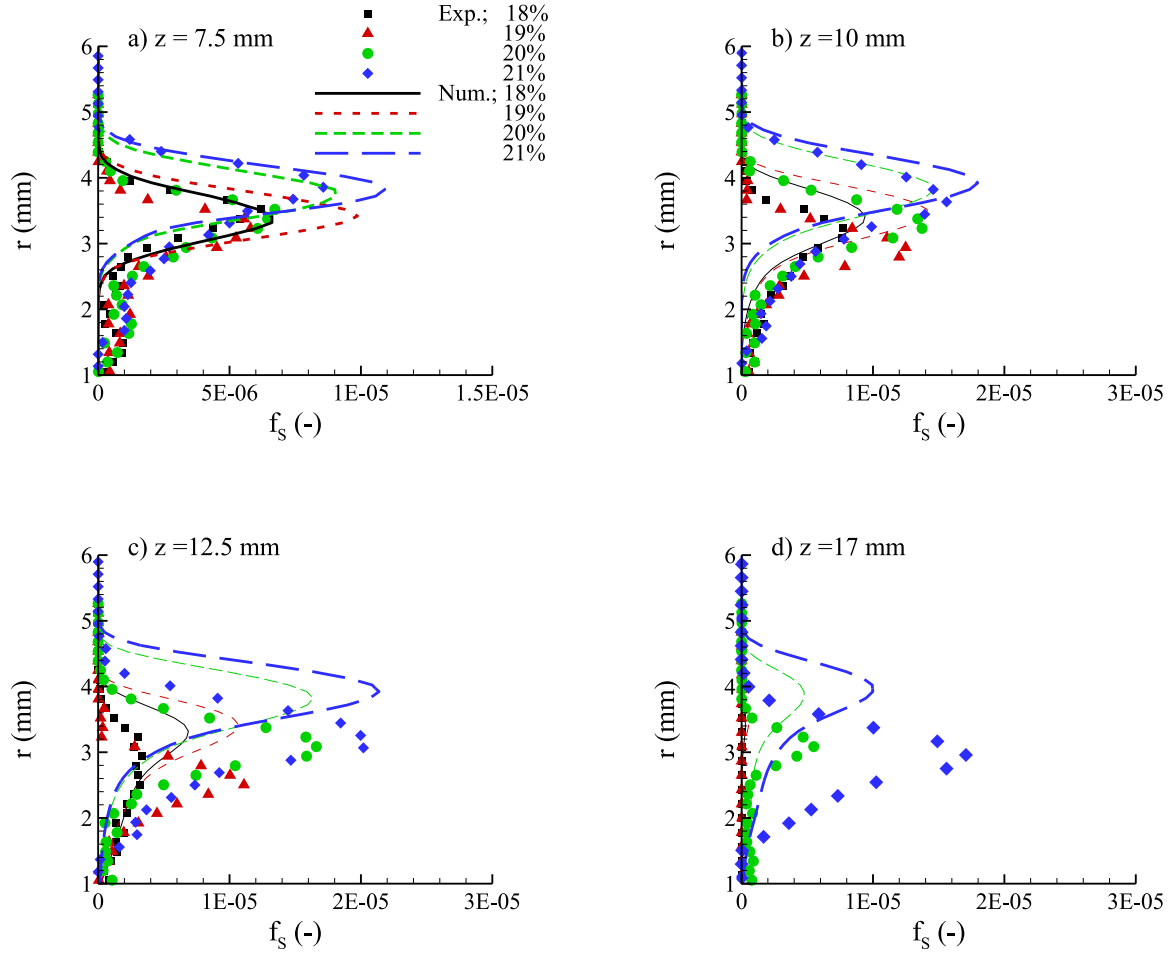 a) z = 7.5 mm
Exp.; 18%
19%
20%
21%
Num.; 18%
19%
20%
21%
r (mm)
6
5
4
3
2
1
0 5E-06 1E-05 1.5E-05
fS (-)
b) z =10 mm
r (mm)
6
5
4
3
2
1
0 1E-05 2E-05 3E-05
fS (-)
c) z =12.5 mm
r (mm)
6
5
4
3
2
1
0 1E-05 2E-05 3E-05
fS (-)
d) z =17 mm
r (mm)
6
5
4
3
2
1
0 1E-05 2E-05 3E-05
fS (-)